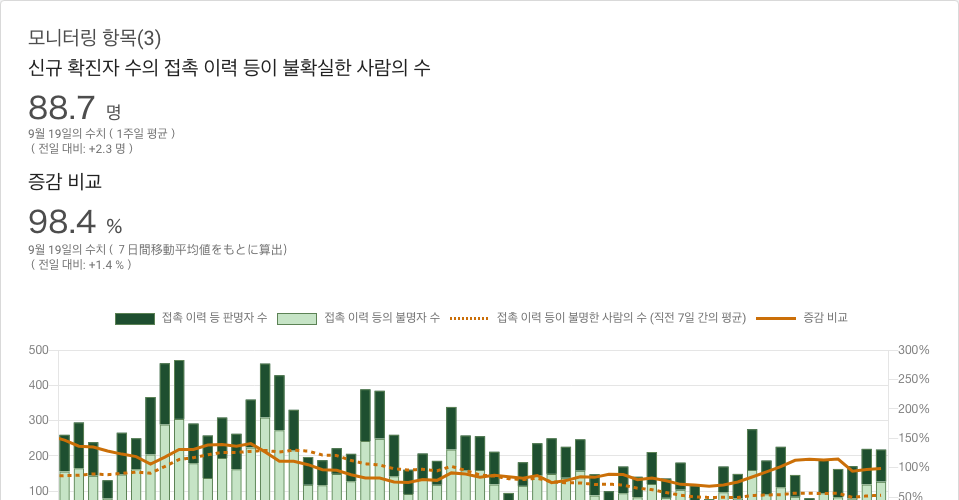 모니터링 항목(3)
신규 확진자 수의 접촉 이력 등이 불확실한 사람의 수
88.7 명
9월 19일의 수치 ( 1주일 평균 )
( 전일 대비: +2.3 명 )
증감 비교
98.4 %
9월 19일의 수치 ( 7日間移動平均値をもとに算出)
( 전일 대비: +1.4 % )
접촉 이력 등 판명자 수 접촉 이력 등의 불명자 수 접촉 이력 등이 불명한 사람의 수 (직전 7일 간의 평균) 증감 비교
500 300%
250%
400
200%
300
150%
200
100%
100
50%